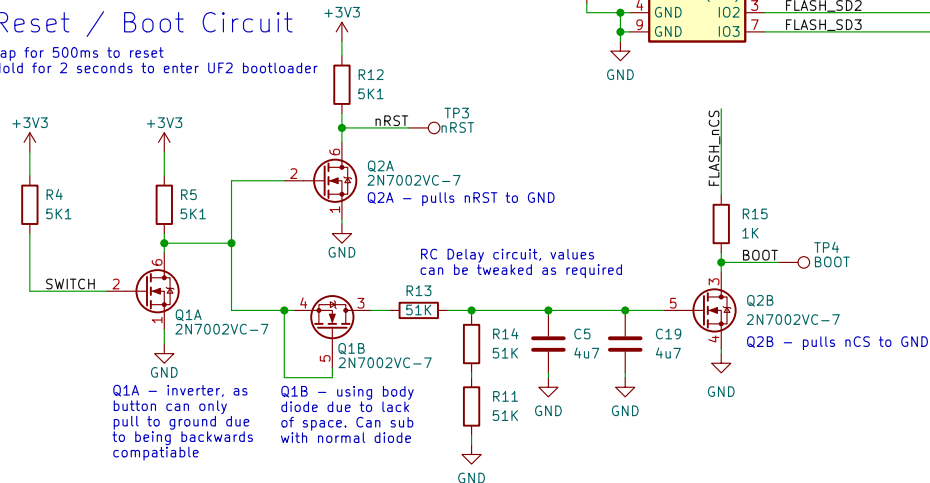 Reset / Boot Circuit
ap for 500ms to reset
old for 2 seconds to enter UF2 bootloader
+3V3
R12
5K1
nRST
TP3
nRST
4
GND
IO2
3
FLASH_SD2
9
GND
IO3
7
FLASH_SD3
GND
+3V3
+3V3
R4
5K1
R5
5K1
6
2
Q2A
2N7002VC-7
Q2A – pulls nRST to GND
1
GND
FLASH_nCS
R15
1K
BOOT
TP4
BOOT
SWITCH
2
6
1
Q1A
2N7002VC-7
GND
Q1A – inverter, as
button can only
pull to ground due
to being backwards
compatiable
4
3
5
Q1B
2N7002VC-7
Q1B – using body
diode due to lack
of space. Can sub
with normal diode
RC Delay circuit, values
can be tweaked as required
R13
51K
R14
51K
R11
51K
GND
C5
4u7
GND
C19
4u7
GND
5
3
4
Q2B
2N7002VC-7
Q2B – pulls nCS to GND
GND